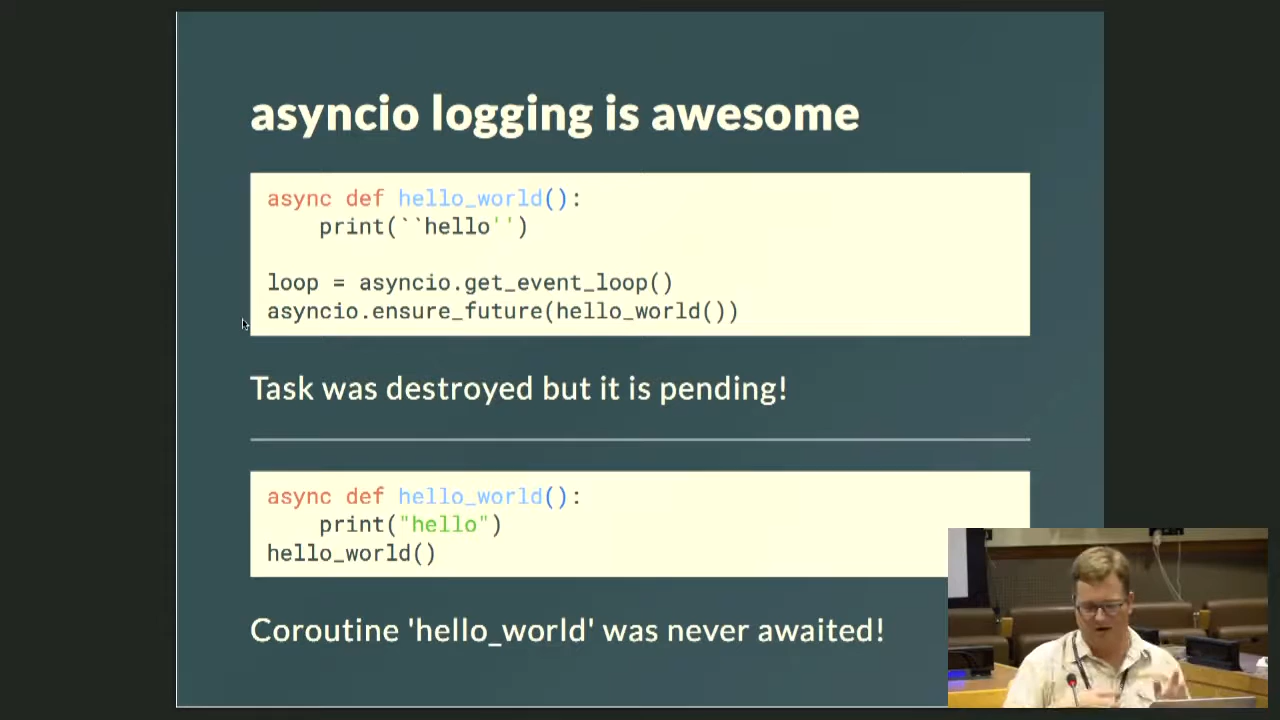 asyncio logging is awesome
async def hello_world():
    print(``hello'')
loop = asyncio.get_event_loop()
asyncio.ensure_future(hello_world())
Task was destroyed but it is pending!
async def hello_world():
    print("hello")
hello_world()
Coroutine 'hello_world' was never awaited!